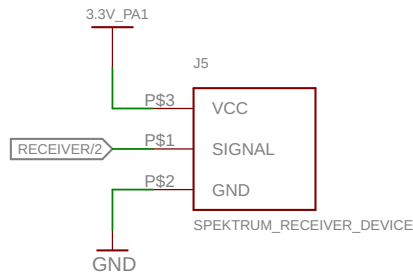 3.3V_PA1
J5
P$3 VCC
RECEIVER/2 P$1 SIGNAL
P$2 GND
SPEKTRUM_RECEIVER_DEVICE
GND